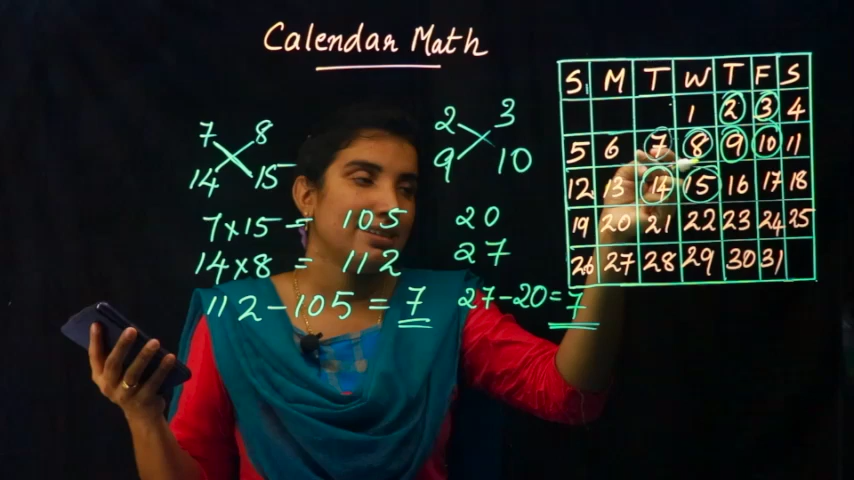 Calendar Math
7 8
14 15
7x15 = 105
14x8 = 112
112-105 = 7
2 3
9 10
20
27
27-20=7
S M T W T F S
1 2 3 4
5 6 7 8 9 10 11
12 13 14 15 16 17 18
19 20 21 22 23 24 25
26 27 28 29 30 31